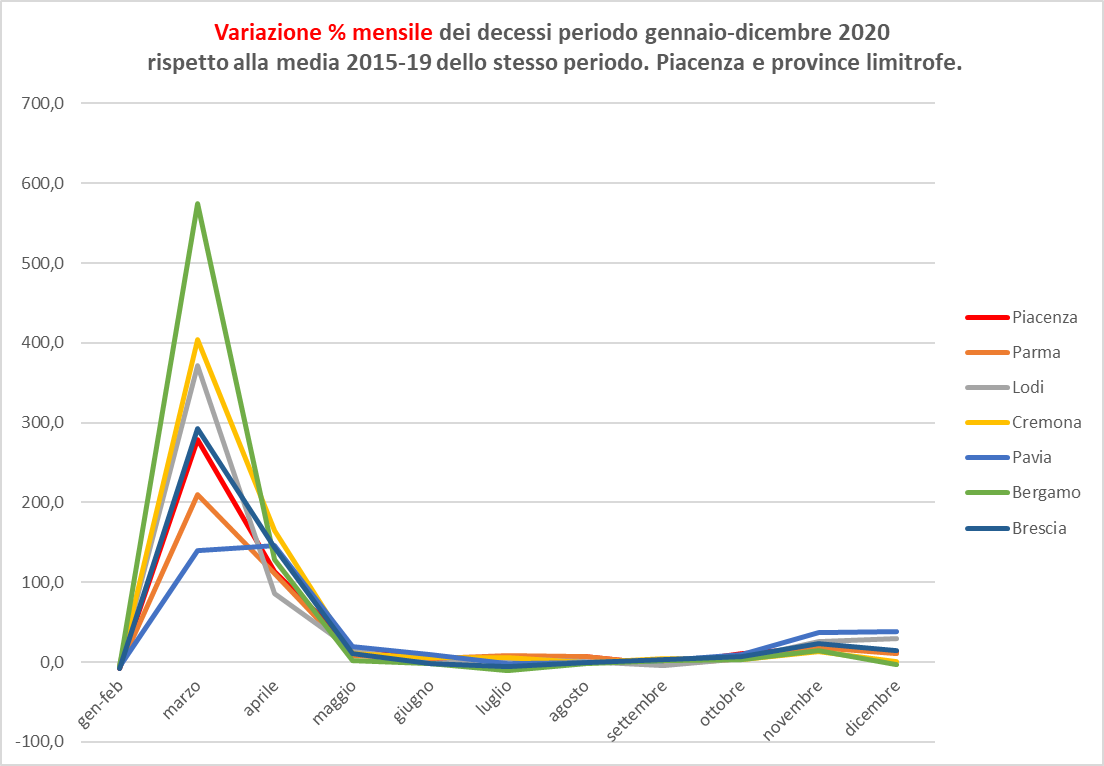 Variazione % mensile dei decessi periodo gennaio-dicembre 2020
rispetto alla media 2015-19 dello stesso periodo. Piacenza e province limitrofe.
700,0
600,0
500,0
400,0
300,0
200,0
100,0
0,0
-100,0
gen-feb
marzo
aprile
maggio
giugno
luglio
agosto
settembre
ottobre
novembre
dicembre
Piacenza
Parma
Lodi
Cremona
Pavia
Bergamo
Brescia